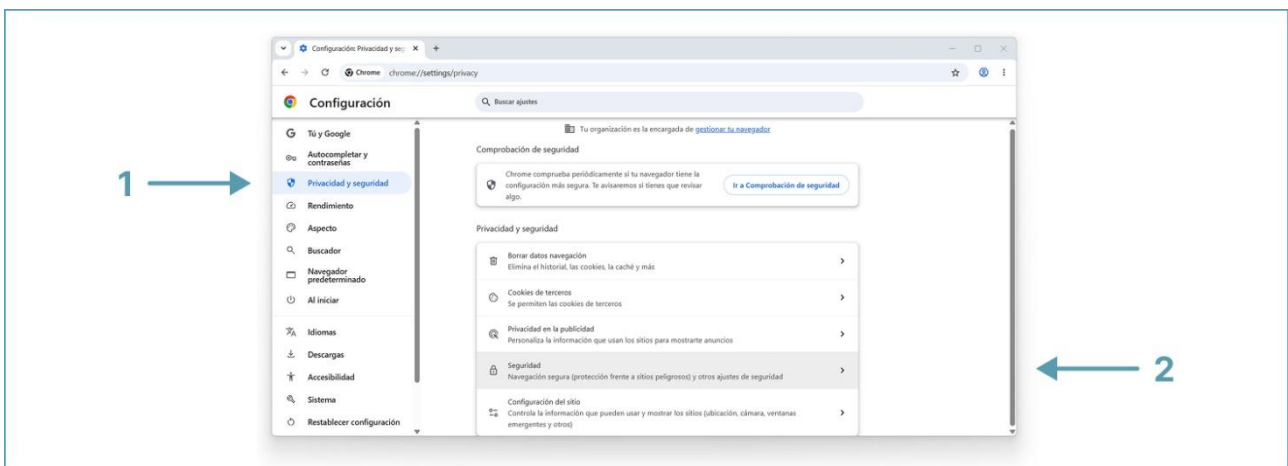 Configuración: Privacidad y seg
Chrome chrome://settings/privacy
Configuración
Buscar ajustes
Tú y Google
Autocompletar y
contraseñas
1
Privacidad y seguridad
Rendimiento
Aspecto
Buscador
Navegador
predeterminado
Al iniciar
Idiomas
Descargas
Accesibilidad
Sistema
Restablecer configuración
Tu organización es la encargada de gestionar tu navegador
Comprobación de seguridad
Chrome comprueba periódicamente si tu navegador tiene la
configuración más segura. Te avisaremos si tienes que revisar
algo.
Ir a Comprobación de seguridad
Privacidad y seguridad
Borrar datos navegación
Elimina el historial, las cookies, la caché y más
Cookies de terceros
Se permiten las cookies de terceros
Privacidad en la publicidad
Personaliza la información que usan los sitios para mostrarte anuncios
Seguridad
Navegación segura (protección frente a sitios peligrosos) y otros ajustes de seguridad
2
Configuración del sitio
Controla la información que pueden usar y mostrar los sitios (ubicación, cámara, ventanas
emergentes y otros)